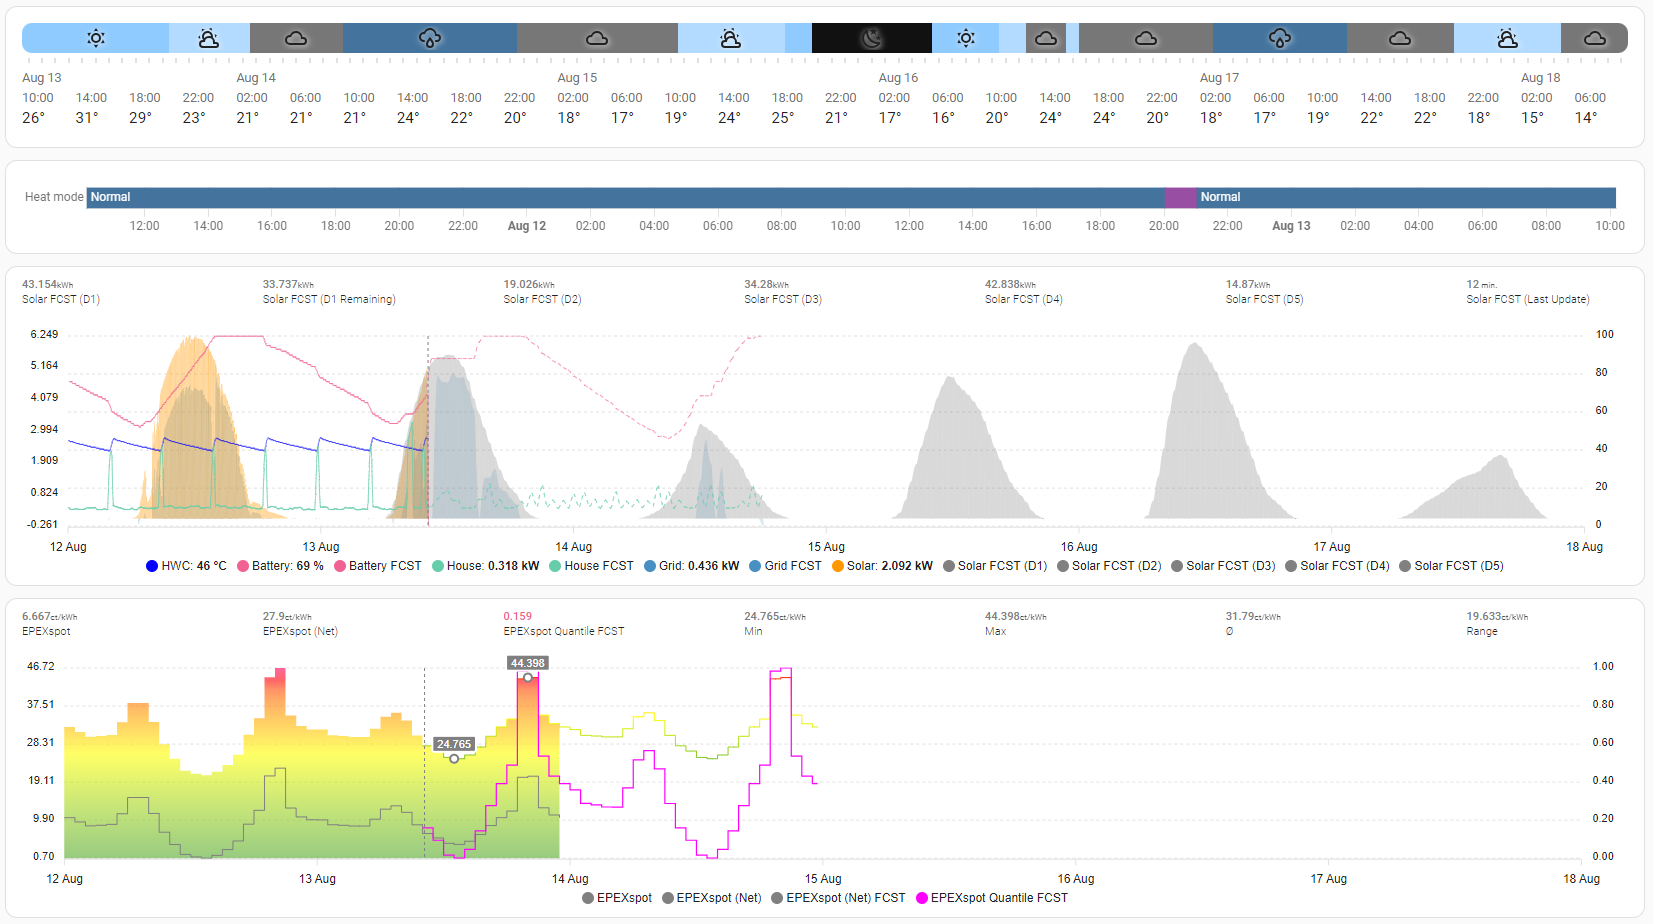 Aug 13 Aug 14 Aug 15 Aug 16 Aug 17 Aug 18
10:00 14:00 18:00 22:00 02:00 06:00 10:00 14:00 18:00 22:00 02:00 06:00 10:00 14:00 18:00 22:00 02:00 06:00 10:00 14:00 18:00 22:00 02:00 06:00 10:00 14:00 18:00 22:00 02:00 06:00
26° 31° 29° 23° 21° 21° 21° 24° 22° 20° 18° 17° 19° 24° 25° 21° 17° 16° 20° 24° 24° 20° 18° 17° 19° 22° 22° 18° 15° 14°
Heat mode Normal Normal
12:00 14:00 16:00 18:00 20:00 22:00 Aug 12 02:00 04:00 06:00 08:00 10:00 12:00 14:00 16:00 18:00 20:00 22:00 Aug 13 02:00 04:00 06:00 08:00 10:00
43.154kWh 33.737kWh 19.026kWh 34.28kWh 42.838kWh 14.87kWh 12 min.
Solar FCST (D1) Solar FCST (D1 Remaining) Solar FCST (D2) Solar FCST (D3) Solar FCST (D4) Solar FCST (D5) Solar FCST (Last Update)
6.249 100
5.164 80
4.079 60
2.994 40
1.909
0.824 20
-0.261 0
12 Aug 13 Aug 14 Aug 15 Aug 16 Aug 17 Aug 18 Aug
HWC: 46 °C Battery: 69 % Battery FCST House: 0.318 kW House FCST Grid: 0.436 kW Grid FCST Solar: 2.092 kW Solar FCST (D1) Solar FCST (D2) Solar FCST (D3) Solar FCST (D4) Solar FCST (D5)
6.667ct/kWh 27.9ct/kWh 0.159 24.765ct/kWh 44.398ct/kWh 31.79ct/kWh 19.633ct/kWh
EPEXspot EPEXspot (Net) EPEXspot Quantile FCST Min Max Ø Range
46.72 44.398 1.00
37.51 0.80
28.31 24.765 0.60
19.11 0.40
9.90 0.20
0.70 0.00
12 Aug 13 Aug 14 Aug 15 Aug 16 Aug 17 Aug 18 Aug
EPEXspot EPEXspot (Net) EPEXspot (Net) FCST EPEXspot Quantile FCST